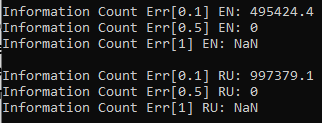 Information Count Err[0.1] EN: 495424.4
Information Count Err[0.5] EN: 0
Information Count Err[1] EN: NaN

Information Count Err[0.1] RU: 997379.1
Information Count Err[0.5] RU: 0
Information Count Err[1] RU: NaN